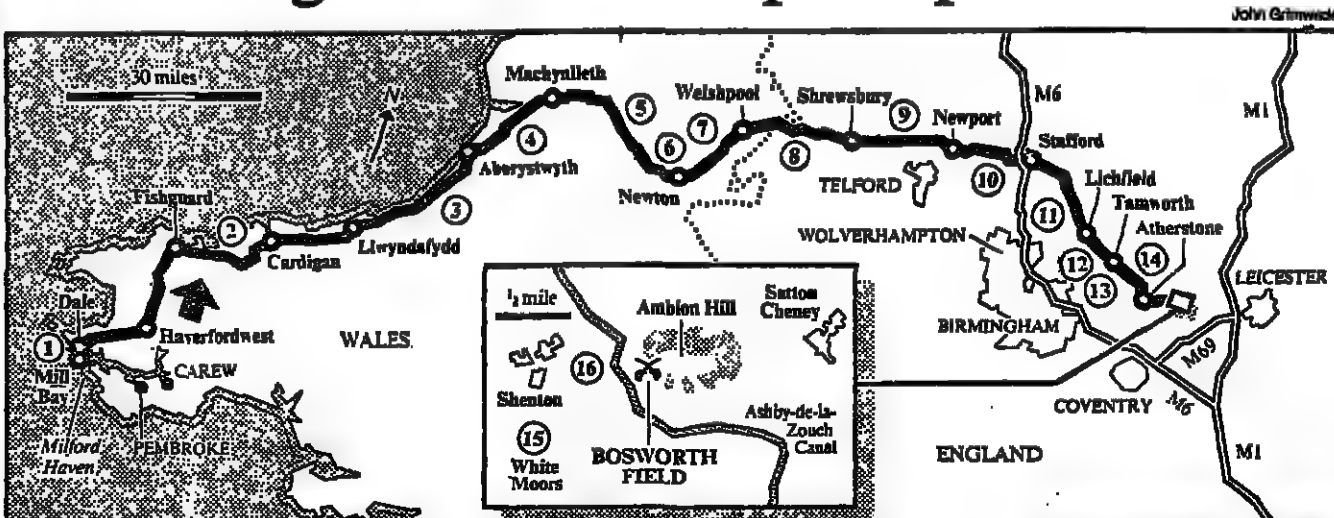 John Grimwade
30 miles
N
Machynlleth
Welshpool
Shrewsbury
Newport
Stafford
M6
M1
5
7
9
4
6
8
10
Aberystwyth
Newton
TELFORD
Lichfield
Tamworth
Atherstone
Fishguard
2
3
11
Cardigan
Llwyndafydd
WOLVERHAMPTON
12
14
13
LEICESTER
Dale
1
Haverfordwest
WALES
BIRMINGHAM
M69
Mill
Bay
CAREW
M6
COVENTRY
Milford
Haven
PEMBROKE
ENGLAND
M1
½ mile
Ambion Hill
Sutton
Cheney
Shenton
16
15
White
Moors
BOSWORTH
FIELD
Ashby-de-la-
Zouch
Canal